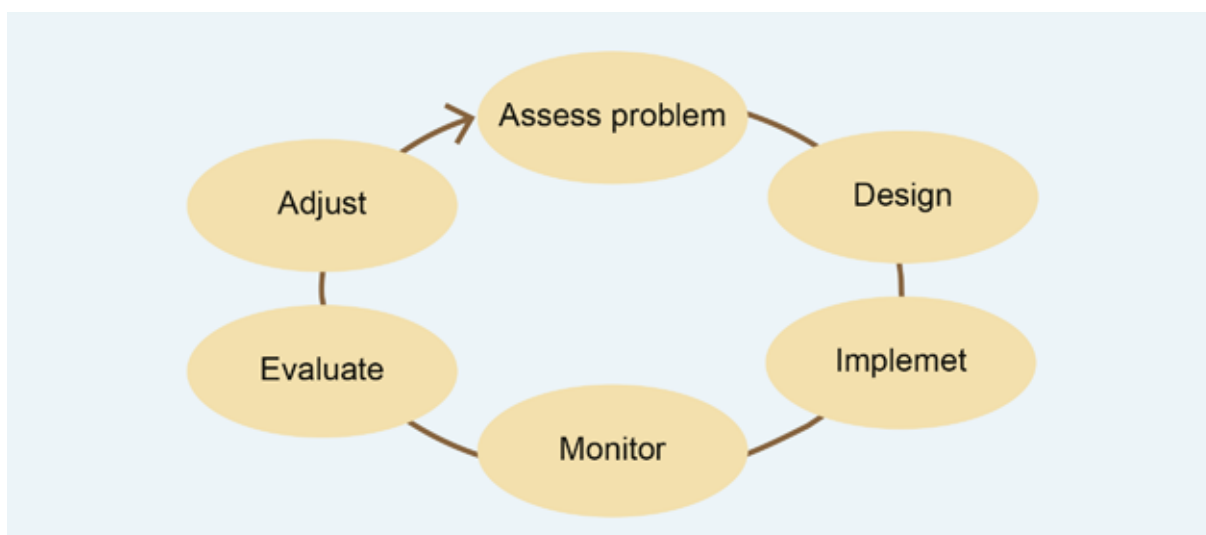 Assess problem
Design
Implemet
Monitor
Evaluate
Adjust